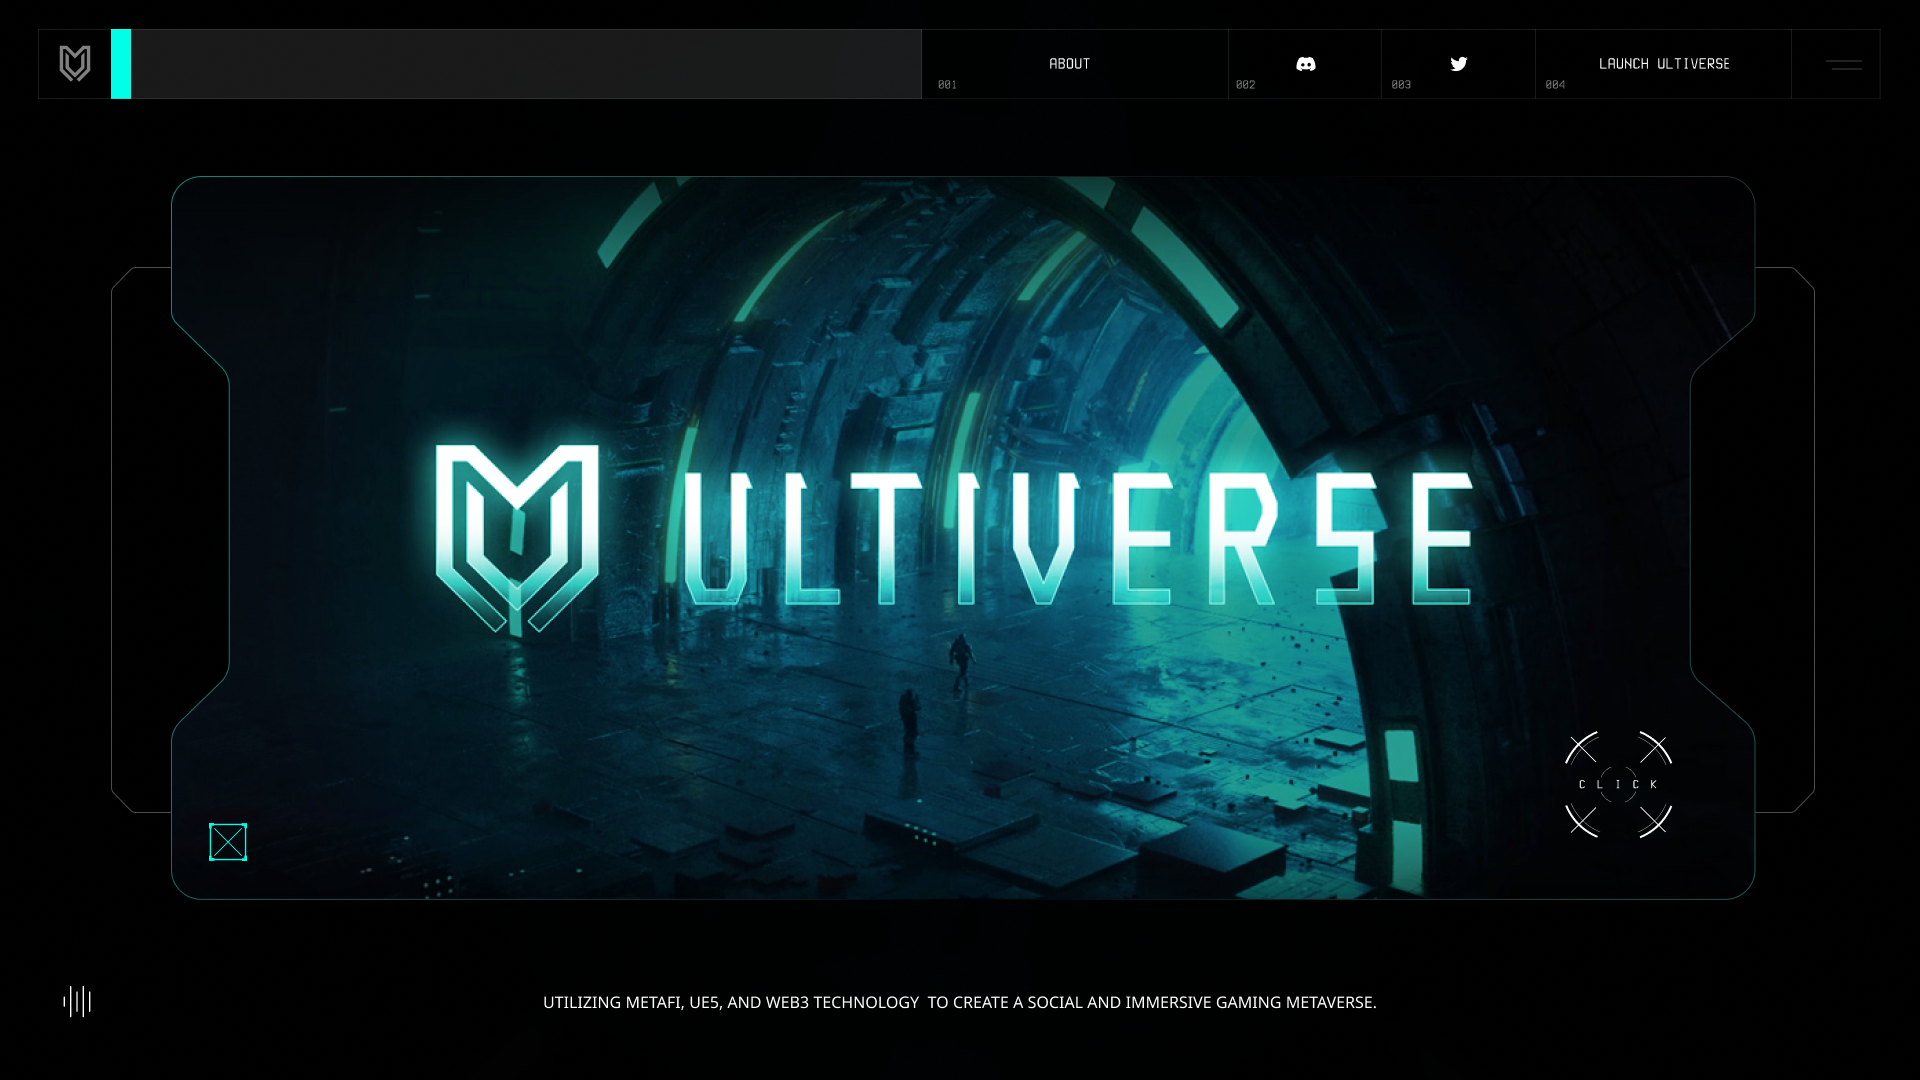 ABOUT
001
002
003
LAUNCH ULTIVERSE
004
ULTIVERSE
CLICK
UTILIZING METAFI, UE5, AND WEB3 TECHNOLOGY  TO CREATE A SOCIAL AND IMMERSIVE GAMING METAVERSE.